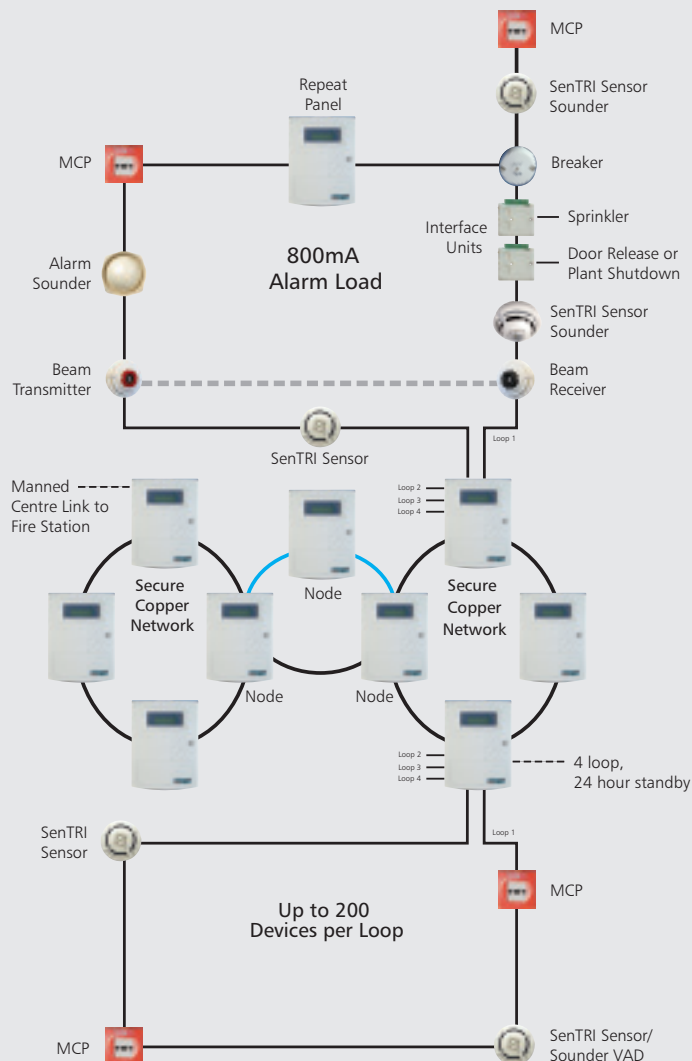 MCP
SenTRI Sensor
Sounder
Repeat
Panel
MCP
Breaker
Interface
Units
Sprinkler
Door Release or
Plant Shutdown
800mA
Alarm Load
Alarm
Sounder
SenTRI Sensor
Sounder
Beam
Transmitter
Beam
Receiver
Loop 1
SenTRI Sensor
Manned
Centre Link to
Fire Station
Loop 2
Loop 3
Loop 4
Secure
Copper
Network
Node
Secure
Copper
Network
Node
Node
Loop 2
Loop 3
Loop 4
4 loop,
24 hour standby
SenTRI
Sensor
Loop 1
MCP
Up to 200
Devices per Loop
MCP
SenTRI Sensor/
Sounder VAD